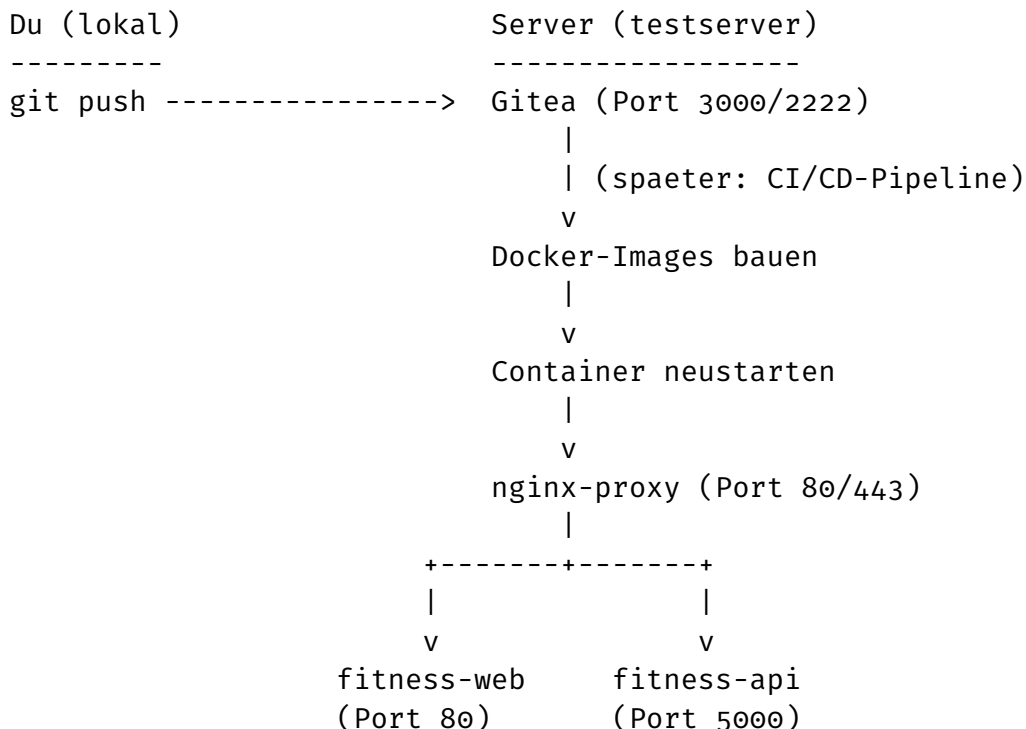 Du (lokal)                  Server (testserver)
---------                   ------------------
git push ---------------->  Gitea (Port 3000/2222)
                                |
                                | (spaeter: CI/CD-Pipeline)
                                v
                            Docker-Images bauen
                                |
                                v
                            Container neustarten
                                |
                                v
                            nginx-proxy (Port 80/443)
                                |
                        +-------+-------+
                        |               |
                        v               v
                   fitness-web     fitness-api
                   (Port 80)       (Port 5000)